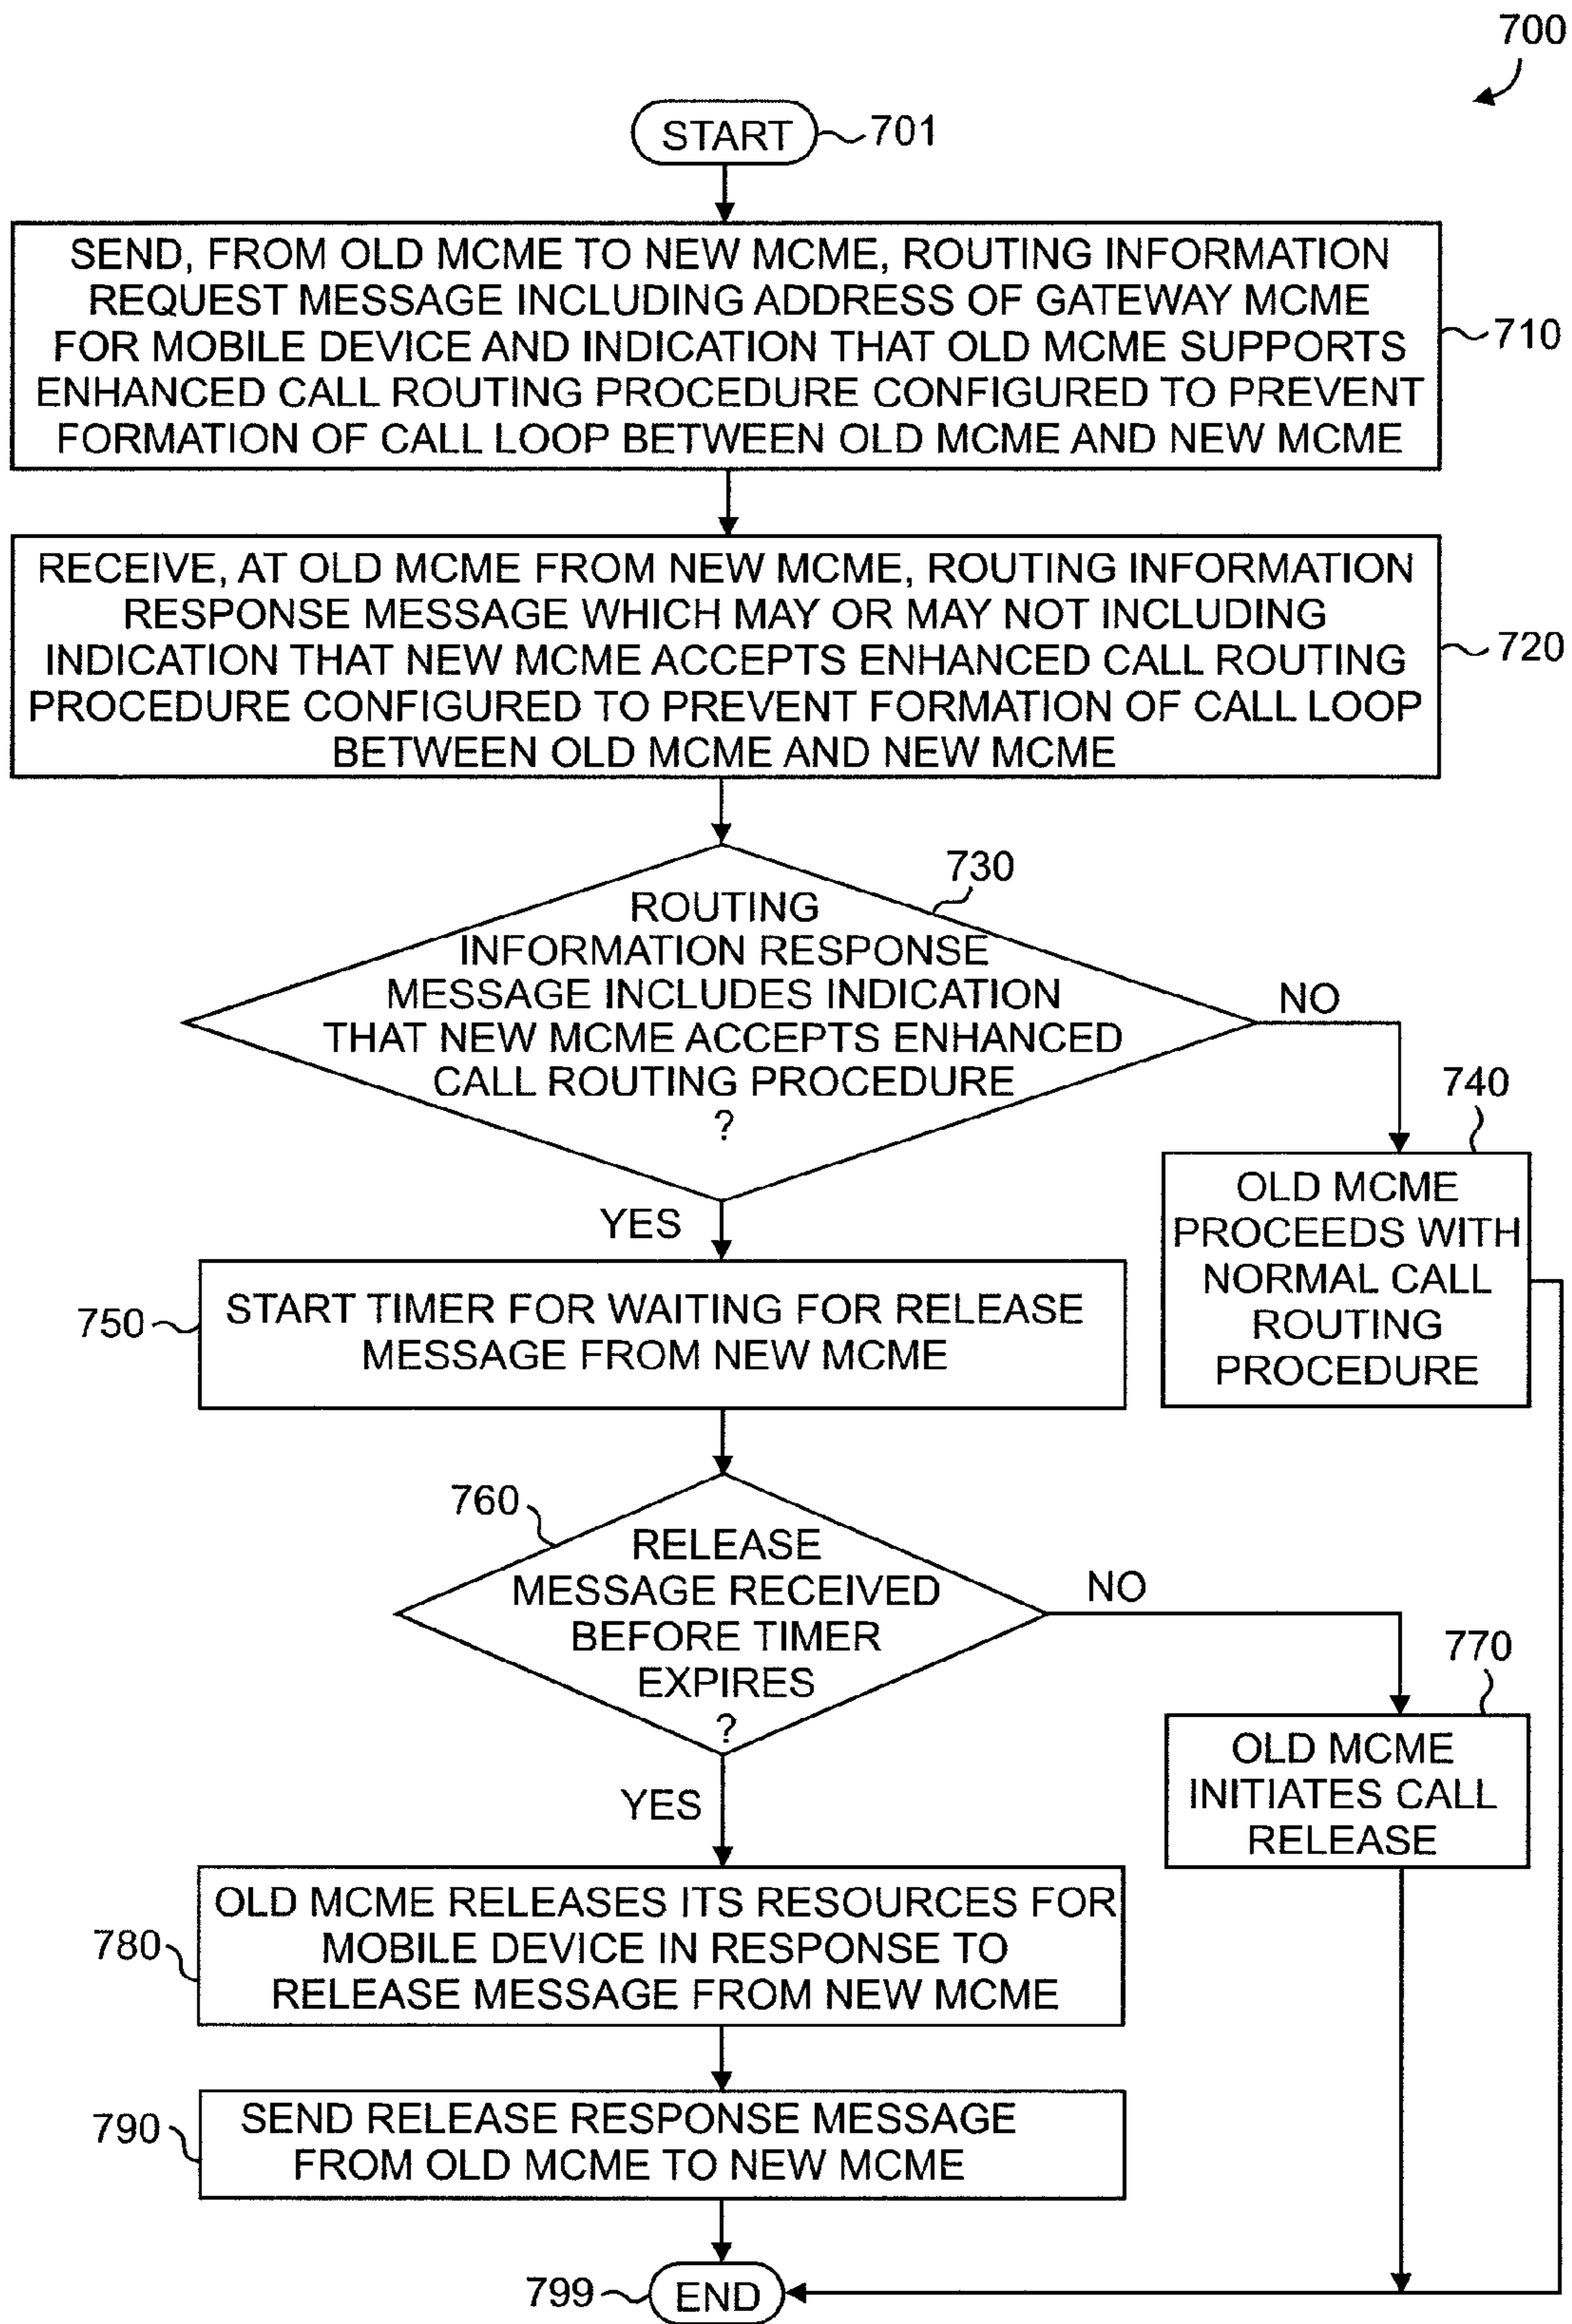 700
START
701
SEND, FROM OLD MCME TO NEW MCME, ROUTING INFORMATION
REQUEST MESSAGE INCLUDING ADDRESS OF GATEWAY MCME
FOR MOBILE DEVICE AND INDICATION THAT OLD MCME SUPPORTS
ENHANCED CALL ROUTING PROCEDURE CONFIGURED TO PREVENT
FORMATION OF CALL LOOP BETWEEN OLD MCME AND NEW MCME
710
RECEIVE, AT OLD MCME FROM NEW MCME, ROUTING INFORMATION
RESPONSE MESSAGE WHICH MAY OR MAY NOT INCLUDING
INDICATION THAT NEW MCME ACCEPTS ENHANCED CALL ROUTING
PROCEDURE CONFIGURED TO PREVENT FORMATION OF CALL LOOP
BETWEEN OLD MCME AND NEW MCME
720
730
ROUTING
INFORMATION RESPONSE
MESSAGE INCLUDES INDICATION
THAT NEW MCME ACCEPTS ENHANCED
CALL ROUTING PROCEDURE
?
NO
YES
740
OLD MCME
PROCEEDS WITH
NORMAL CALL
ROUTING
PROCEDURE
750
START TIMER FOR WAITING FOR RELEASE
MESSAGE FROM NEW MCME
760
RELEASE
MESSAGE RECEIVED
BEFORE TIMER
EXPIRES
?
NO
YES
770
OLD MCME
INITIATES CALL
RELEASE
780
OLD MCME RELEASES ITS RESOURCES FOR
MOBILE DEVICE IN RESPONSE TO
RELEASE MESSAGE FROM NEW MCME
790
SEND RELEASE RESPONSE MESSAGE
FROM OLD MCME TO NEW MCME
799
END